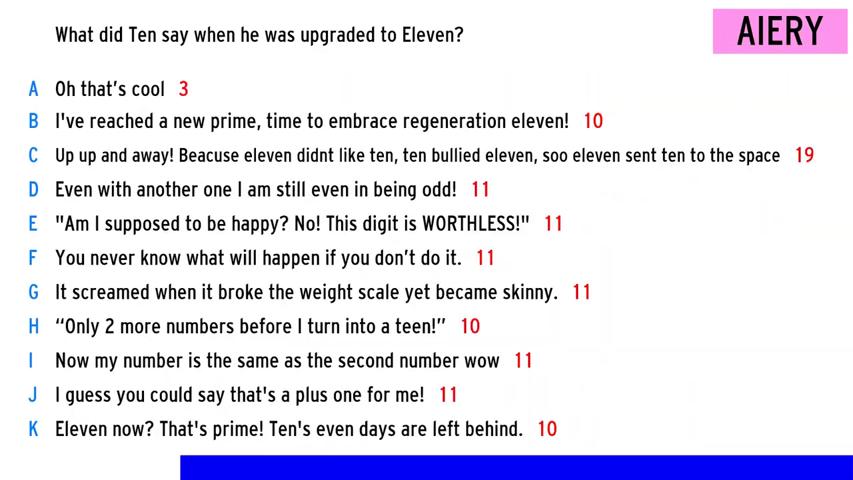 What did Ten say when he was upgraded to Eleven?
AIERY
A Oh that's cool 3
B I've reached a new prime, time to embrace regeneration eleven! 10
C Up up and away! Beacuse eleven didnt like ten, ten bullied eleven, soo eleven sent ten to the space 19
D Even with another one I am still even in being odd! 11
E "Am I supposed to be happy? No! This digit is WORTHLESS!" 11
F You never know what will happen if you don't do it. 11
G It screamed when it broke the weight scale yet became skinny. 11
H “Only 2 more numbers before I turn into a teen!” 10
I Now my number is the same as the second number wow 11
J I guess you could say that's a plus one for me! 11
K Eleven now? That's prime! Ten's even days are left behind. 10